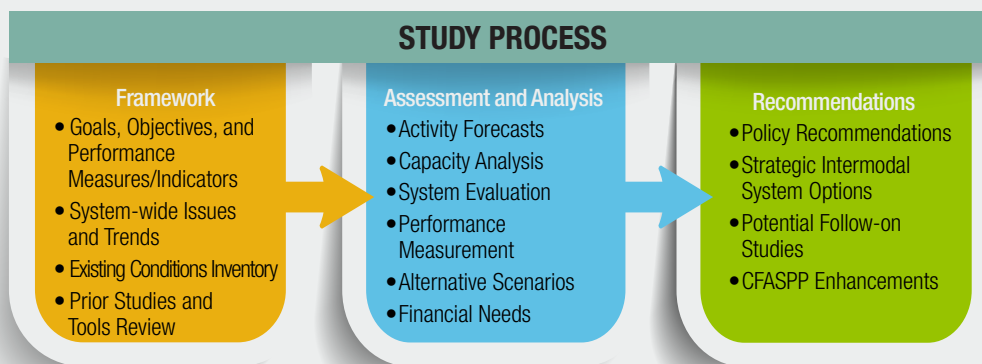 STUDY PROCESS
Framework
• Goals, Objectives, and
Performance
Measures/Indicators
• System-wide Issues
and Trends
• Existing Conditions Inventory
• Prior Studies and
Tools Review
Assessment and Analysis
• Activity Forecasts
• Capacity Analysis
• System Evaluation
• Performance
Measurement
• Alternative Scenarios
• Financial Needs
Recommendations
• Policy Recommendations
• Strategic Intermodal
System Options
• Potential Follow-on
Studies
• CFASPP Enhancements